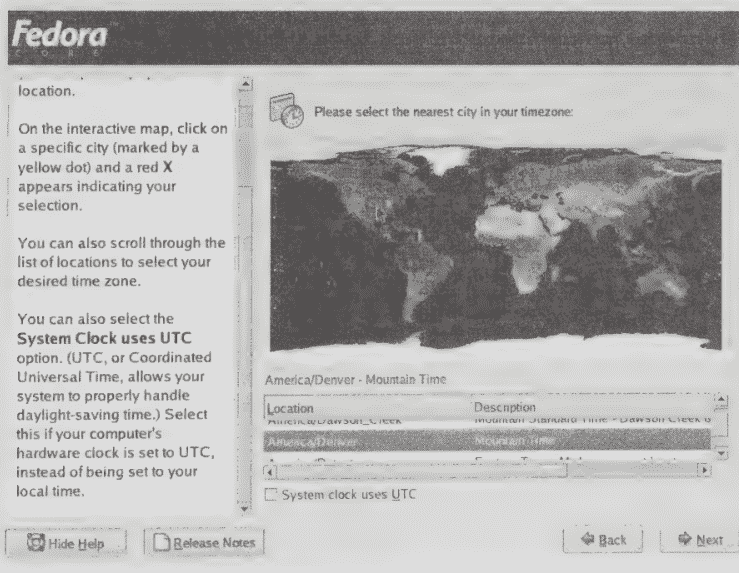 Fedora
CORE
location.
On the interactive map, click on
a specific city (marked by a
yellow dot) and a red X
appears indicating your
selection.
You can also scroll through the
list of locations to select your
desired time zone.
You can also select the
System Clock uses UTC
option. (UTC, or Coordinated
Universal Time, allows your
system to properly handle
daylight-saving time.) Select
this if your computer's
hardware clock is set to UTC,
instead of being set to your
local time.
Please select the nearest city in your timezone:
America/Denver - Mountain Time
Location Description
America/Dawson_Creek Mountain Standard Time - Dawson Creek &
America/Denver Mountain Time
System clock uses UTC
Hide Help
Release Notes
Back
Next